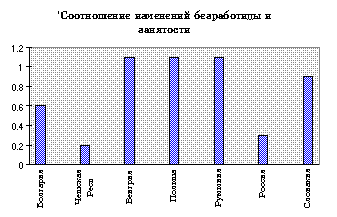 'Соотношение изменений безработицы и
занятости
1.2
1
0.8
0.6
0.4
0.2
0
Болгария
Чешская
Респ
Венгрия
Польша
Румыния
Россия
Словакия